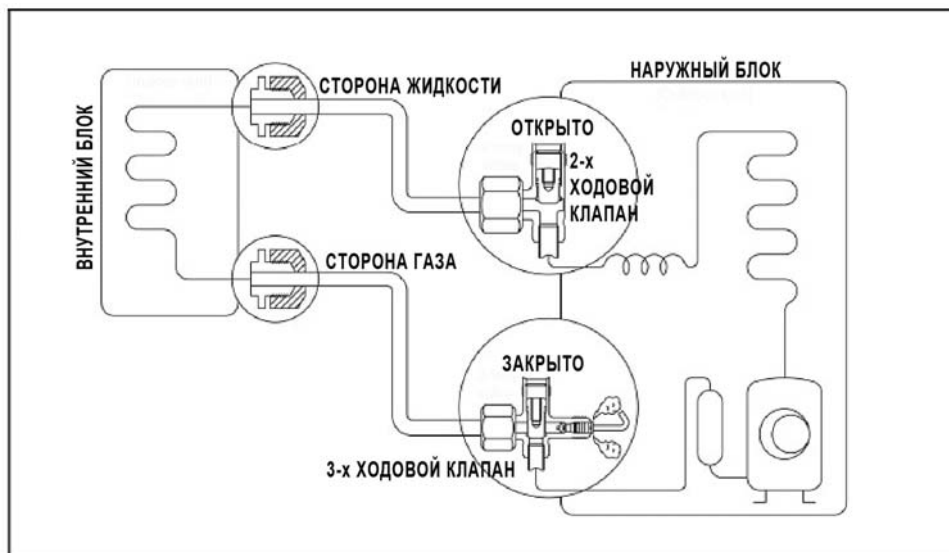 НАРУЖНЫЙ БЛОК
СТОРОНА ЖИДКОСТИ
ОТКРЫТО
2-х
ХОДОВОЙ
КЛАПАН
ВНУТРЕННИЙ БЛОК
СТОРОНА ГАЗА
ЗАКРЫТО
3-х ХОДОВОЙ КЛАПАН